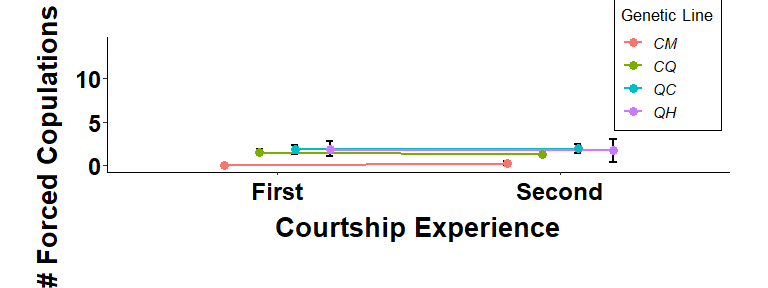 Genetic Line
CM
CQ
QC
QH
# Forced Copulations
10
5
0
First Second
Courtship Experience